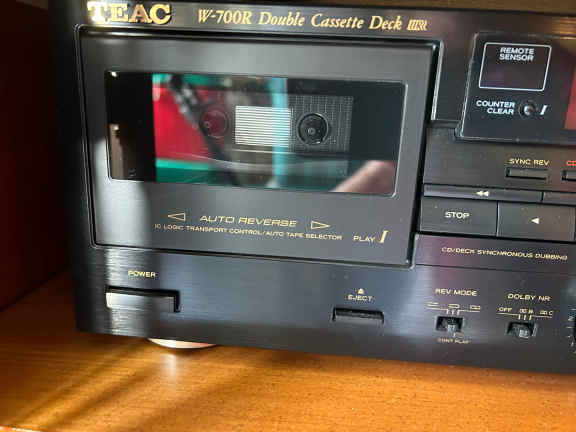 TEAC W-700R Double Cassette Deck
REMOTE
SENSOR
COUNTER
CLEAR I
SYNC REV
STOP
AUTO REVERSE
IC LOGIC TRANSPORT CONTROL/AUTO TAPE SELECTOR PLAY I
CD/DECK SYNCHRONOUS DUBBING
POWER
EJECT
REV MODE
DOLBY NR
OFF B C
CONT PLAY